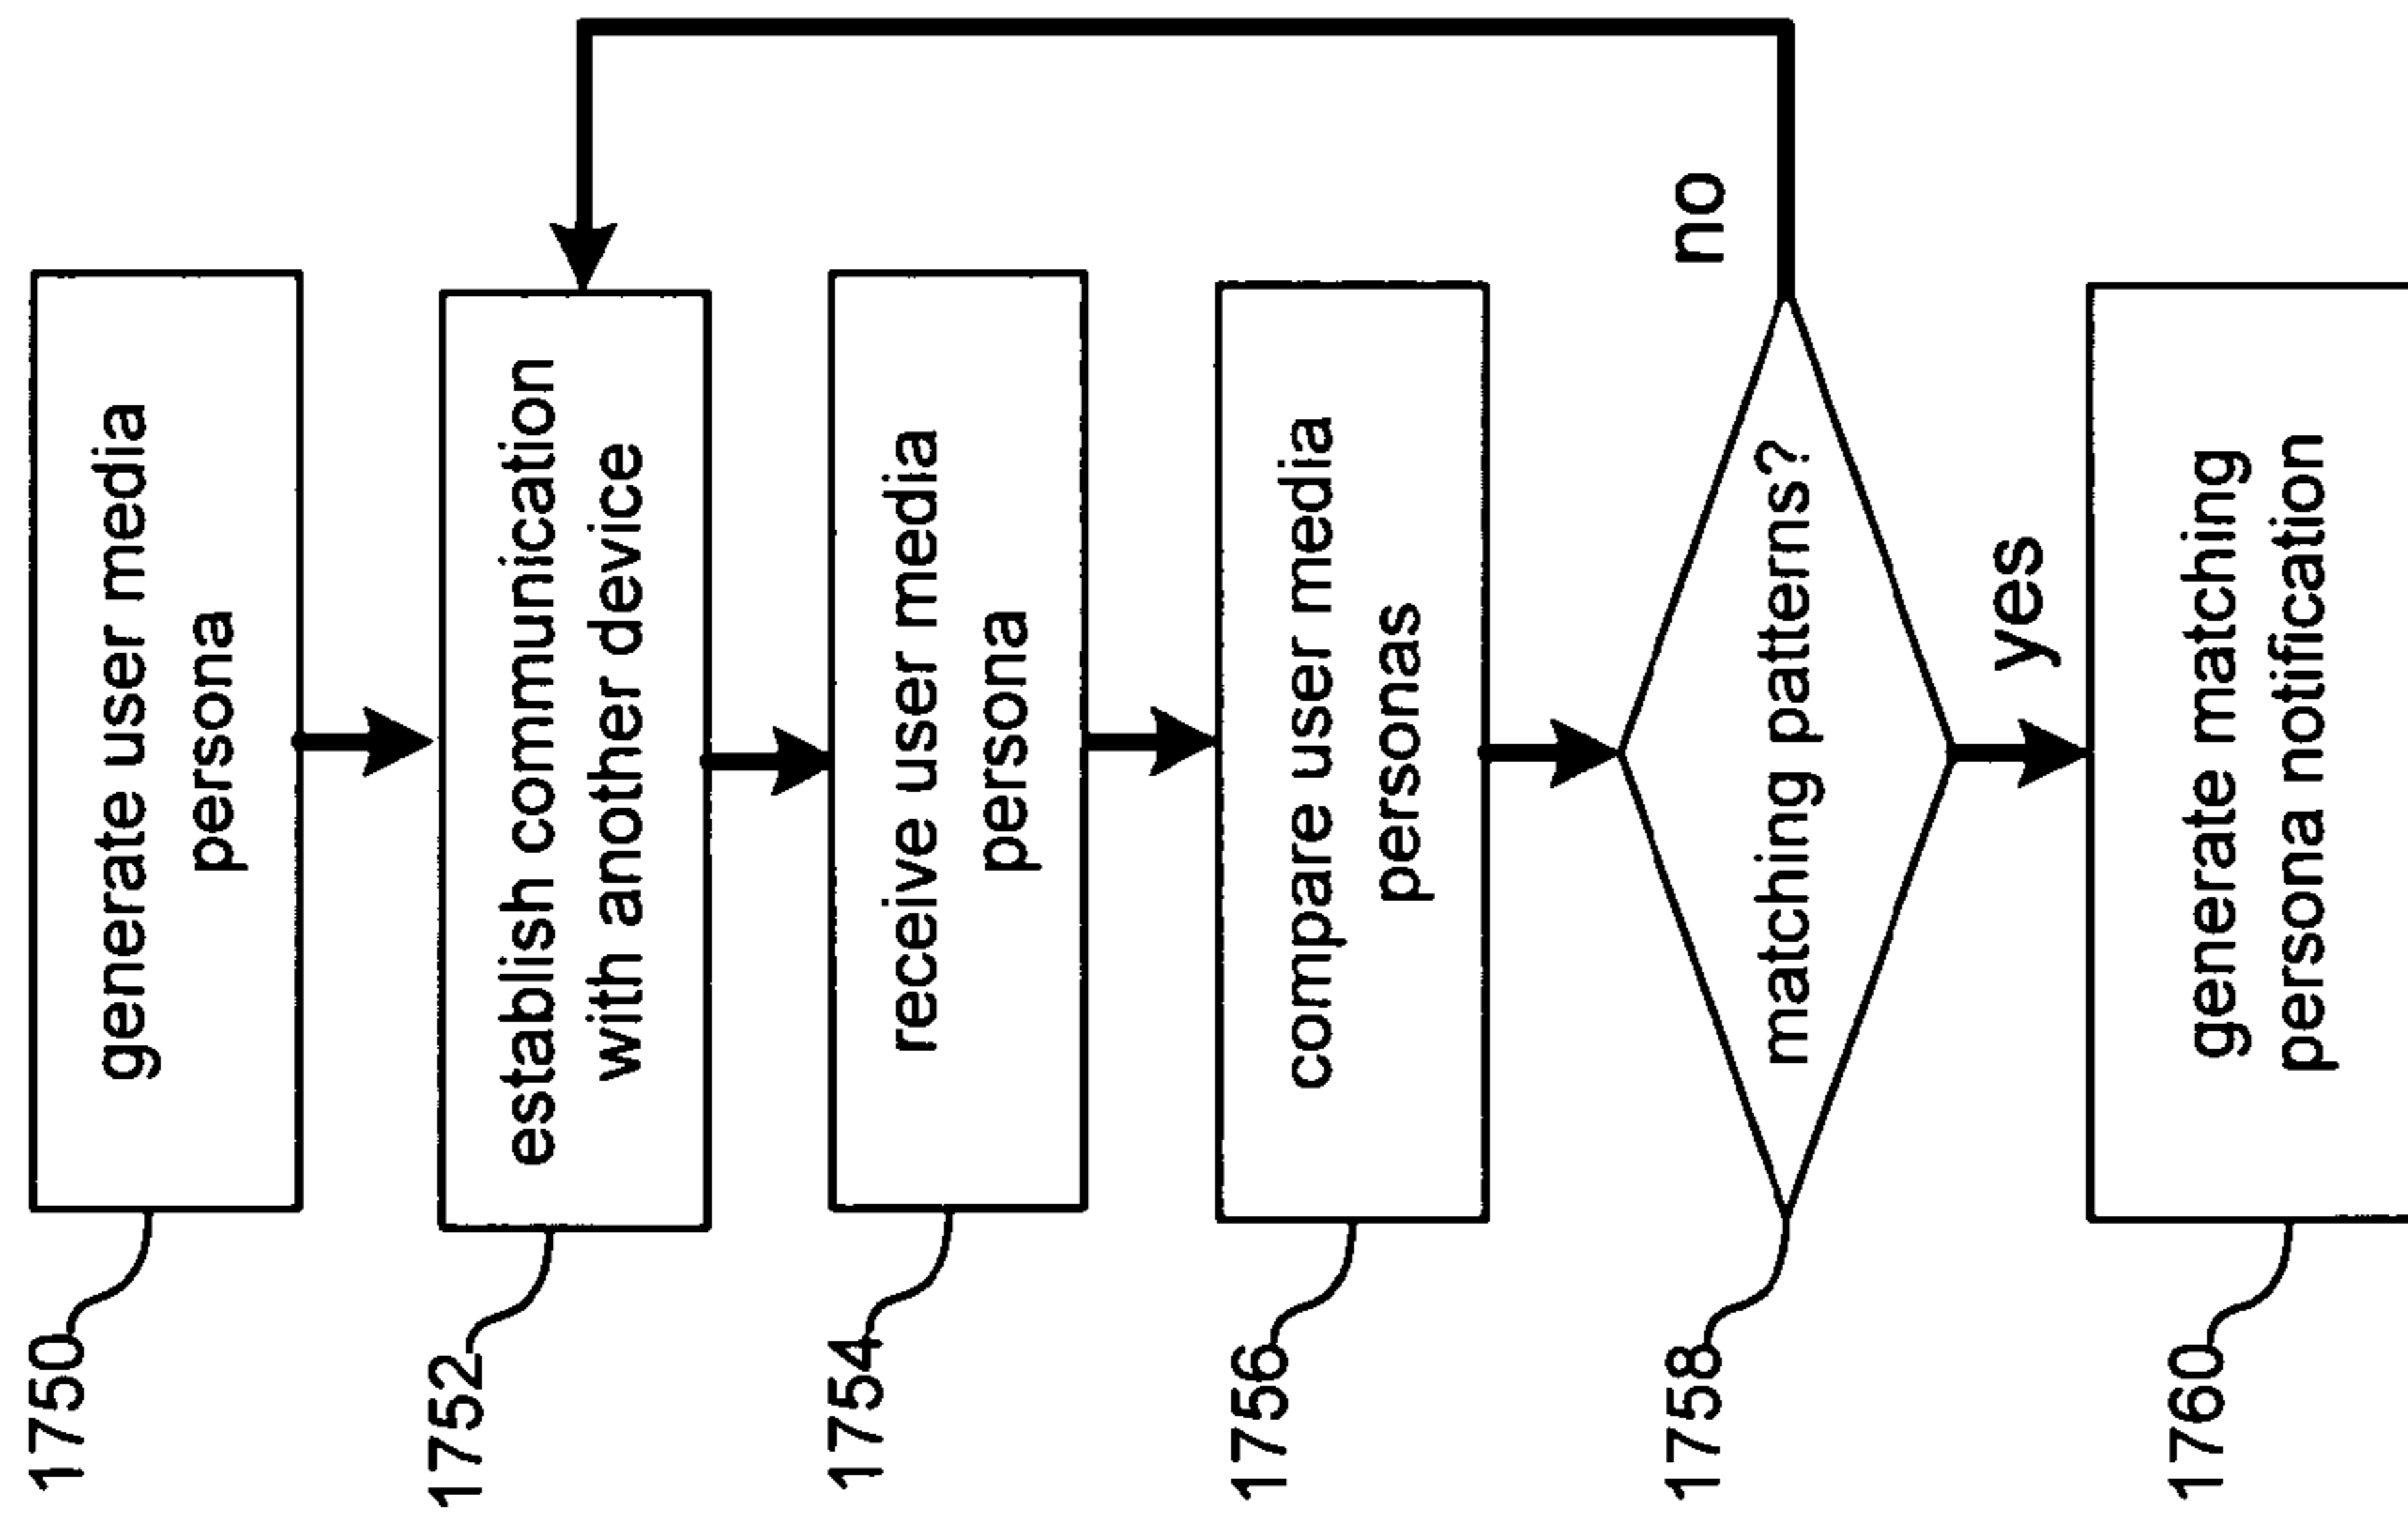 1750
generate user media
persona
1752
establish communication
with another device
1754
receive user media
persona
1756
compare user media
personas
1758
matching patterns?
no
yes
1760
generate matching
persona notification